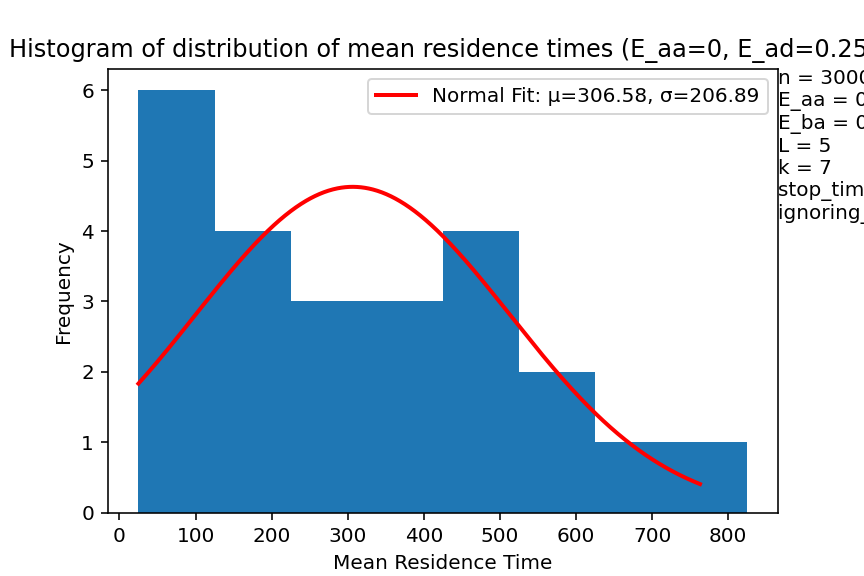 Histogram of distribution of mean residence times (E_aa=0, E_ad=0.25
n = 3000
E_aa = 0
E_ba = 0
L = 5
k = 7
stop_tim
ignoring_
Normal Fit: μ=306.58, σ=206.89
Frequency
6
5
4
3
2
1
0
0 100 200 300 400 500 600 700 800
Mean Residence Time